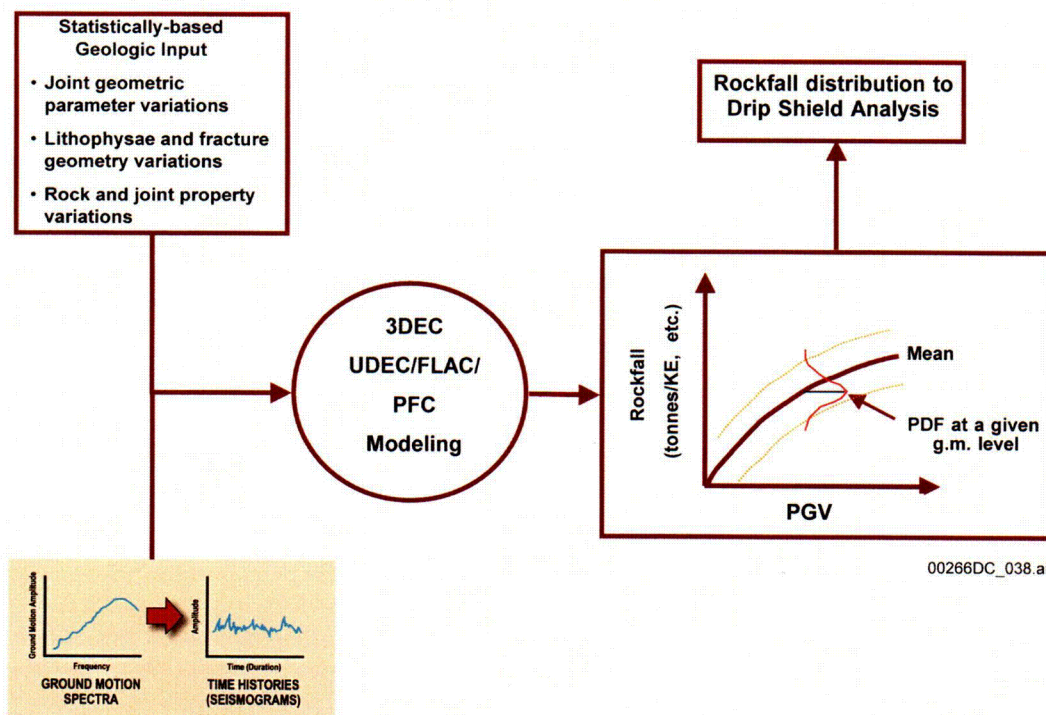 Statistically-based
Geologic Input
• Joint geometric
parameter variations
• Lithophysae and fracture
geometry variations
• Rock and joint property
variations
Rockfall distribution to
Drip Shield Analysis
3DEC
UDEC/FLAC/
PFC
Modeling
Rockfall
(tonnes/KE, etc.)
Mean
PDF at a given
g.m. level
PGV
00266DC_038.a
Ground Motion Amplitude
Frequency
GROUND MOTION
SPECTRA
Amplitude
Time (Duration)
TIME HISTORIES
(SEISMOGRAMS)